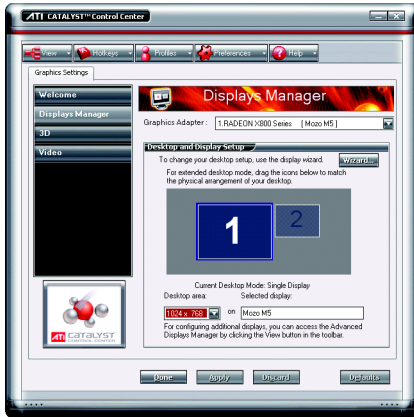 ATI CATALYST™ Control Center
View Hotkeys Profiles Preferences Help
Graphics Settings
Welcome
Displays Manager
3D
Video
Displays Manager
Graphics Adapter : 1.RADEON X800 Series [ Mozo M5 ]
Desktop and Display Setup
To change your desktop setup, use the display wizard. Wizard...
For extended desktop mode, drag the icons below to match
the physical arrangement of your desktop.
1 2
Current Desktop Mode: Single Display
Desktop area: Selected display:
1024 x 768 on Mozo M5
For configuring additional displays, you can access the Advanced
Displays Manager by clicking the View button in the toolbar.
ATI CATALYST
CONTROL CENTER
Done Apply Discard Defaults